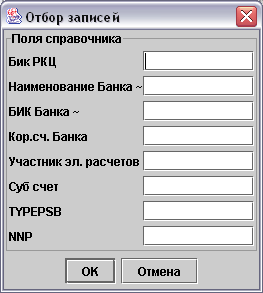 Отбор записей
Поля справочника
Бик РКЦ
Наименование Банка ~
БИК Банка ~
Кор.сч. Банка
Участник эл. расчетов
Суб счет
TYPEPSB
NNP
OK Отмена